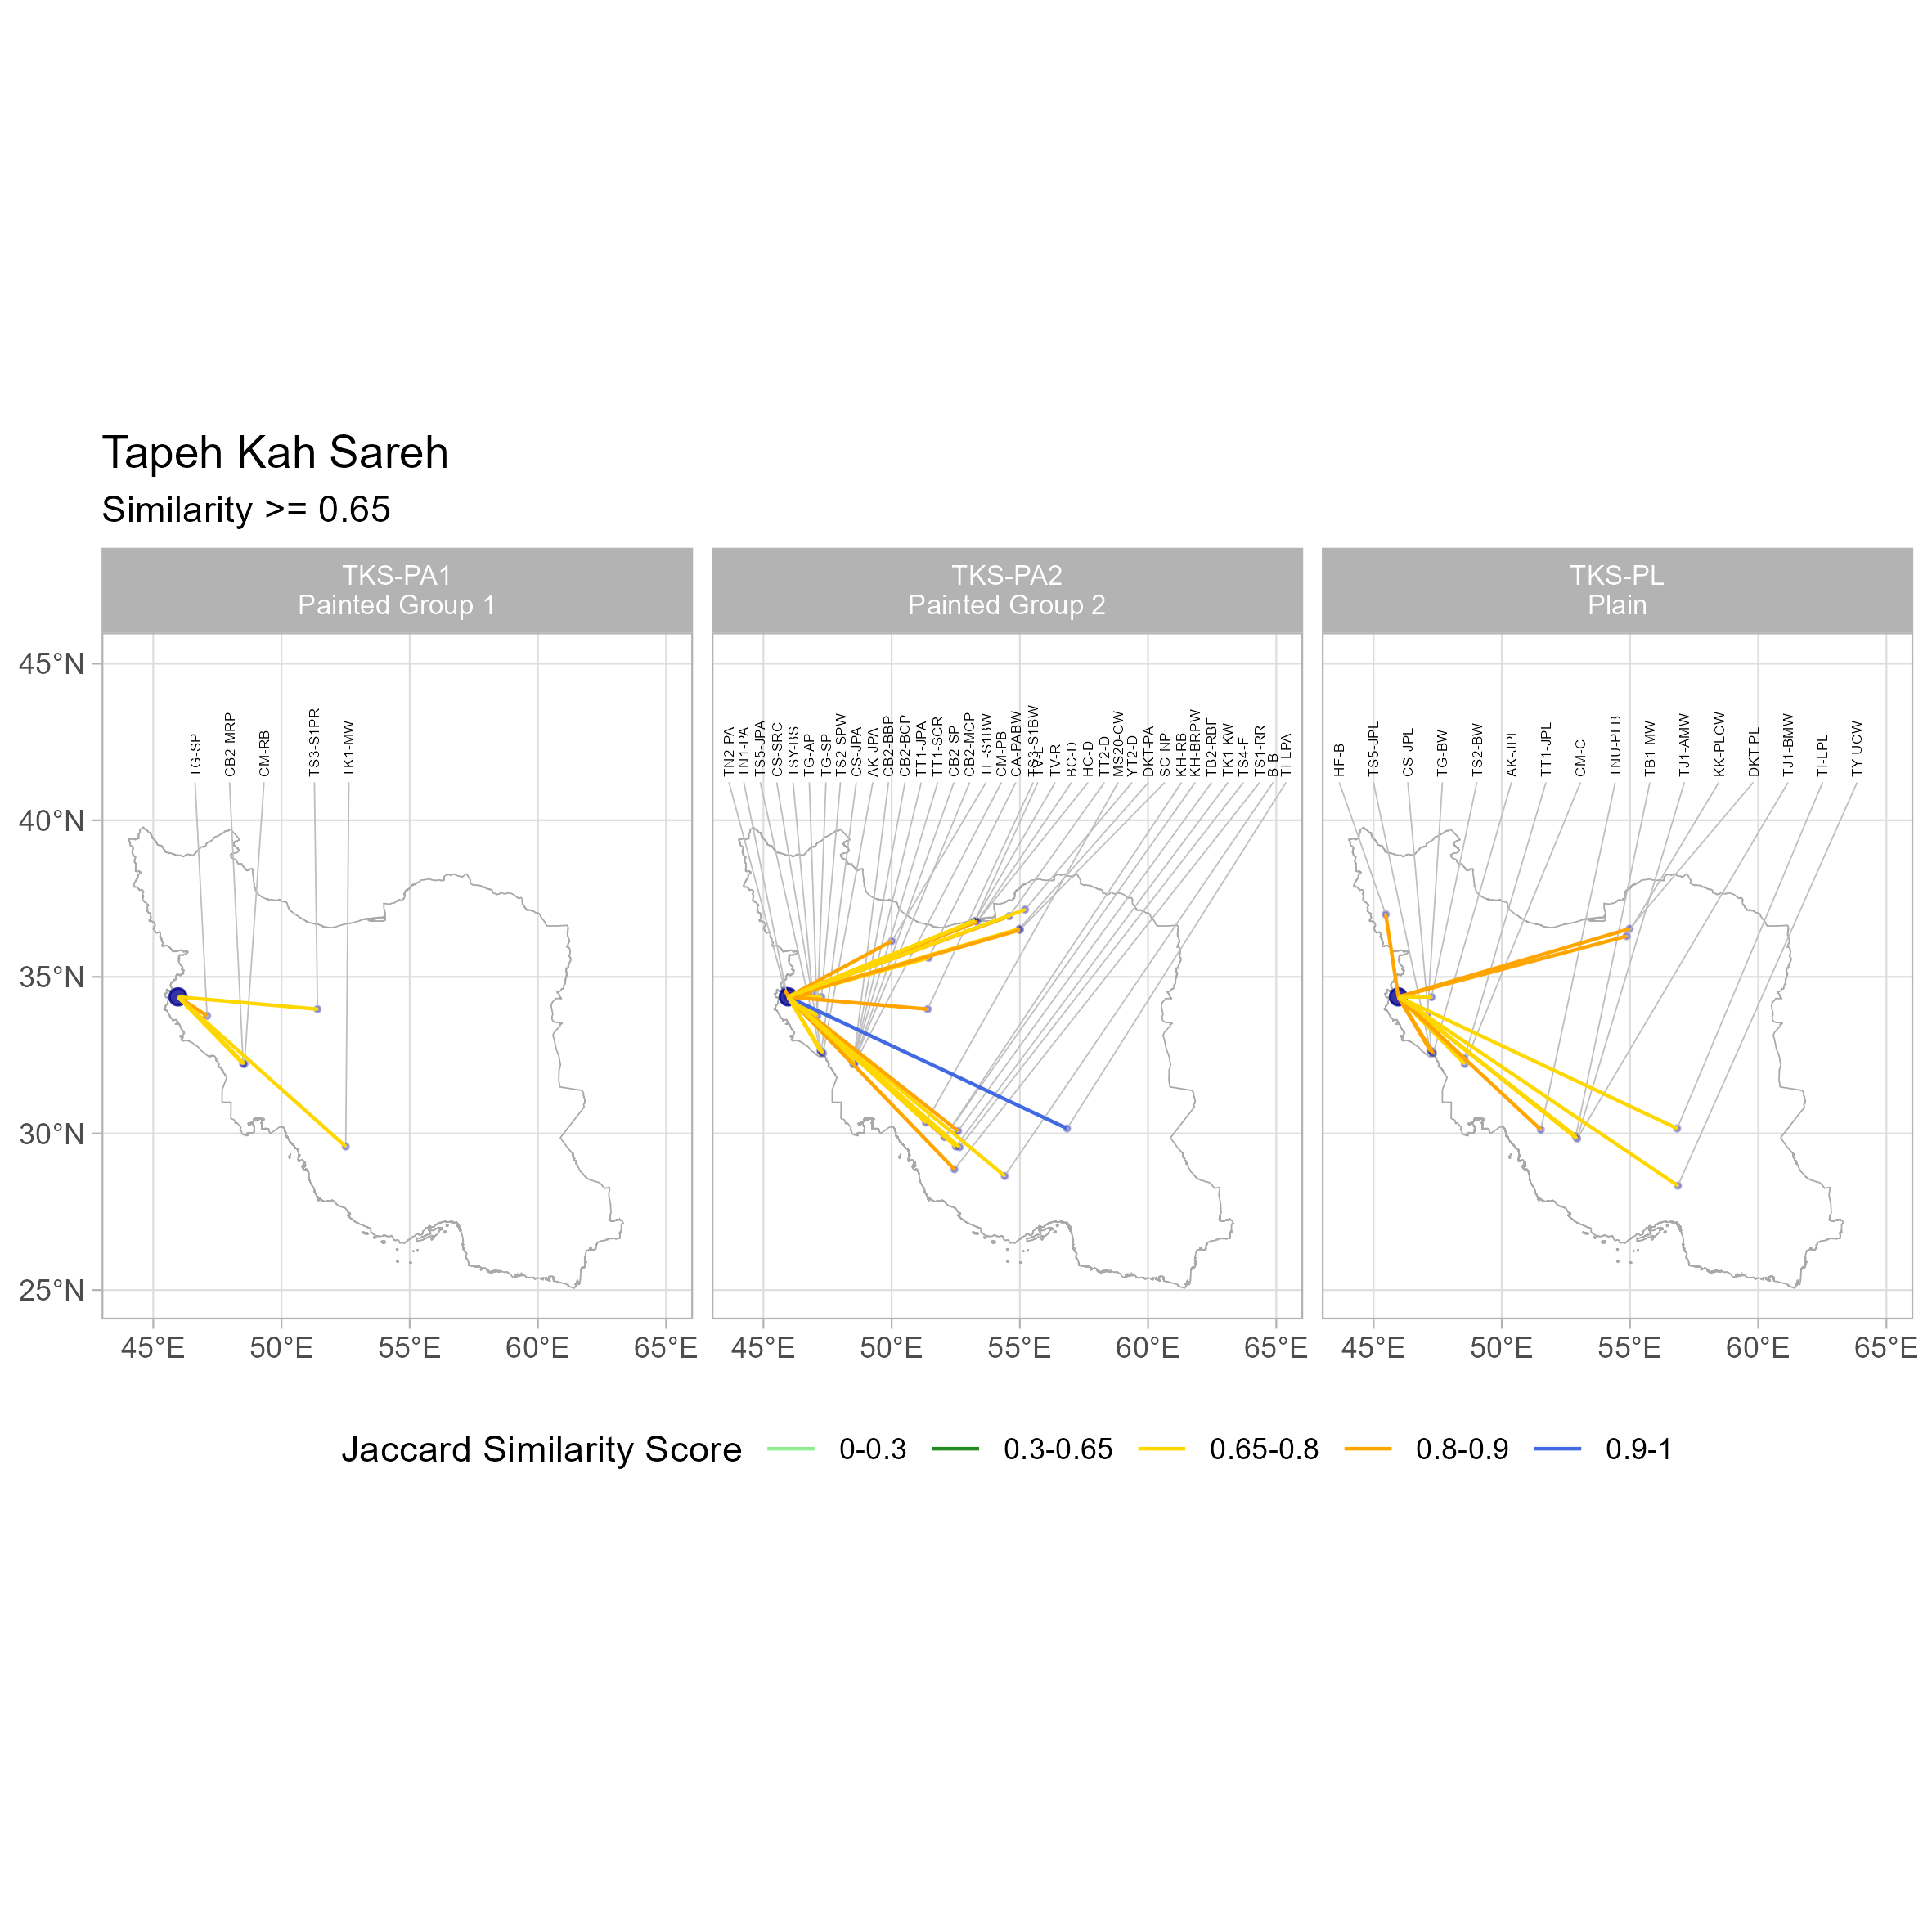 Tapeh Kah Sareh
Similarity >= 0.65
TKS-PA1
Painted Group 1
TKS-PA2
Painted Group 2
TKS-PL
Plain
45°N
40°N
35°N
30°N
25°N
TG-SP
CB2-MRP
CM-RB
TS3-S1PR
TK1-MW
TN2-PA
TN1-PA
TS5-JPA
CS-SRC
TSY-BS
TG-AP
TG-SP
TS2-SPW
CS-JPA
AK-JPA
CB2-BBP
CB2-BCP
TT1-JPA
TT1-SCR
CB2-SP
CB2-MCP
TE-S1BW
CM-PB
CA-PABW
TS3-S1BW
TV-R
BC-D
HC-D
TT2-D
MS20-CW
YT2-D
DKT-PA
SC-NP
KH-RB
KH-BRPW
TB2-RBF
TK1-KW
TS4-F
TS1-RR
B-B
TI-LPA
HF-B
TS5-JPL
CS-JPL
TG-BW
TS2-BW
AK-JPL
TT1-JPL
CM-C
TNU-PLB
TB1-MW
TJ1-AMW
KK-PLCW
DKT-PL
TJ1-BMW
TI-LPL
TY-UCW
45°E 50°E 55°E 60°E 65°E
45°E 50°E 55°E 60°E 65°E
45°E 50°E 55°E 60°E 65°E
Jaccard Similarity Score 0-0.3 0.3-0.65 0.65-0.8 0.8-0.9 0.9-1